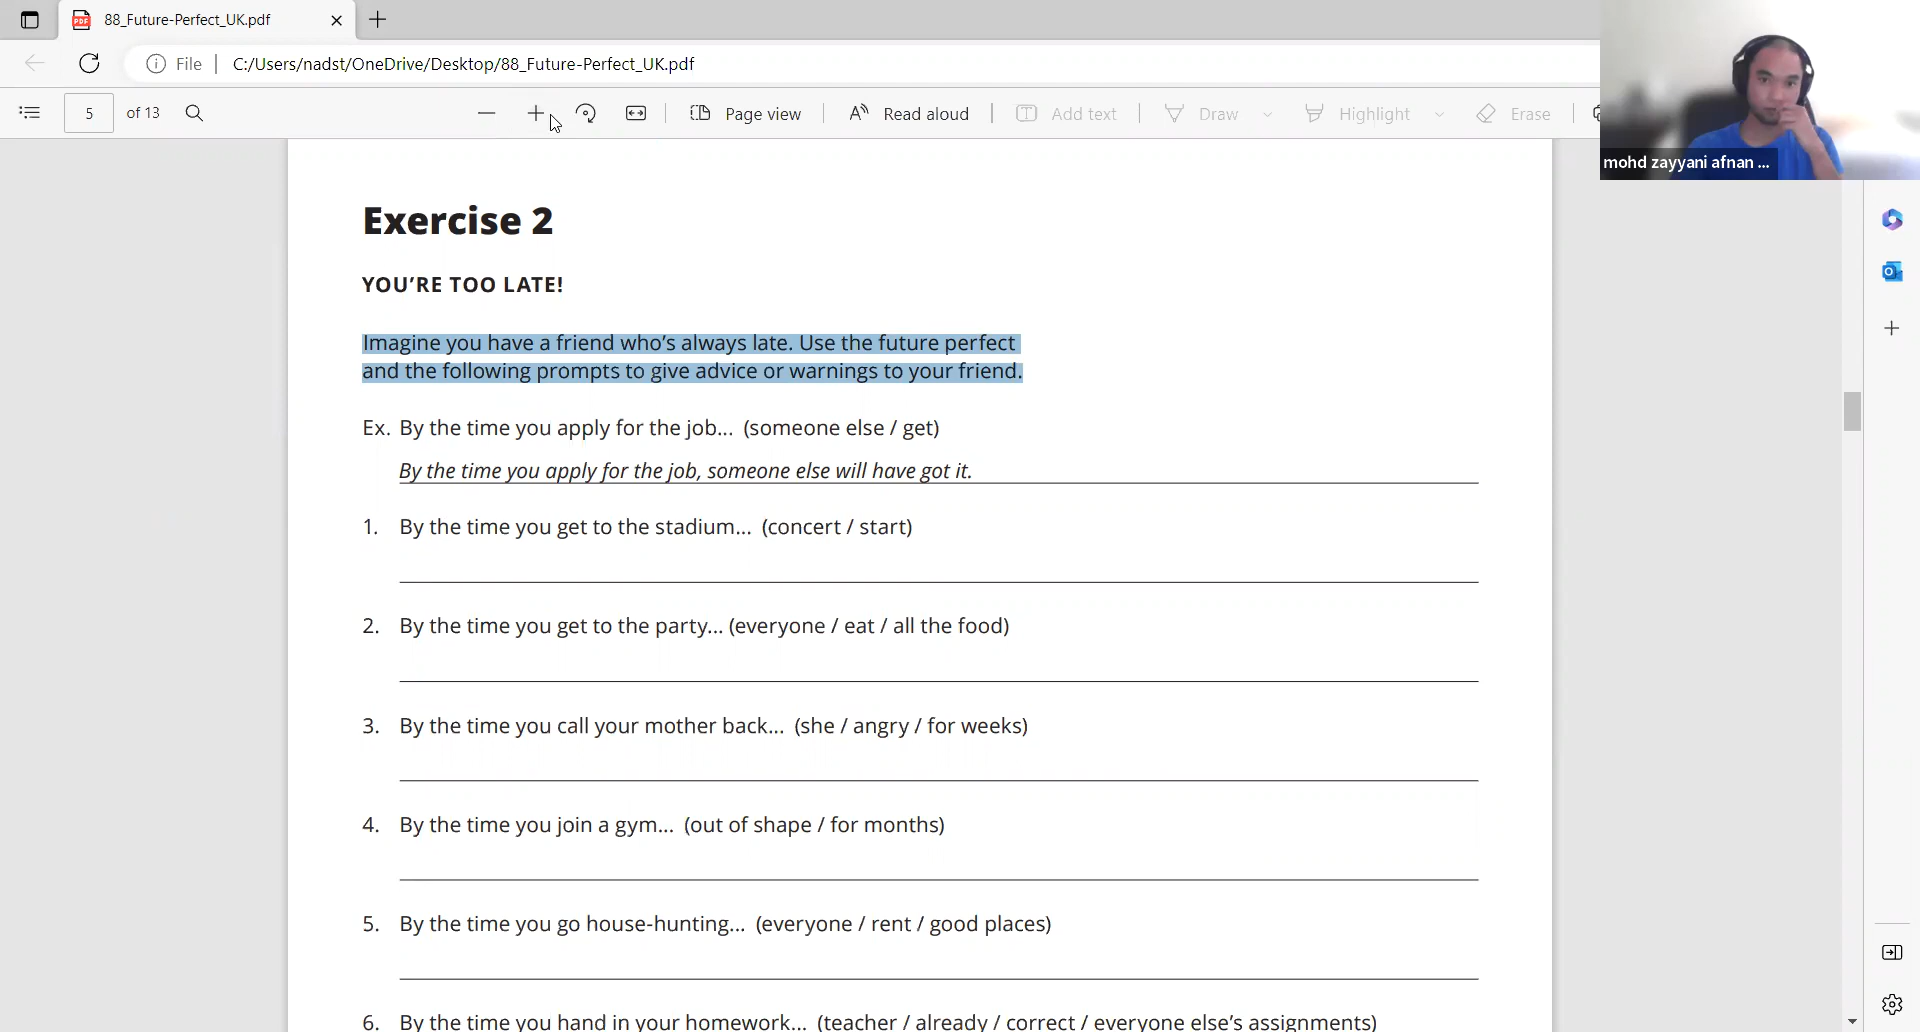 88_Future-Perfect_UK.pdf
File
C:/Users/nadst/OneDrive/Desktop/88_Future-Perfect_UK.pdf
5 of 13
Page view
Read aloud
Add text
Draw
Highlight
Erase
mohd zayyani afnan ...
Exercise 2
YOU'RE TOO LATE!
Imagine you have a friend who's always late. Use the future perfect
and the following prompts to give advice or warnings to your friend.
Ex. By the time you apply for the job... (someone else / get)
By the time you apply for the job, someone else will have got it.
1. By the time you get to the stadium... (concert / start)
2. By the time you get to the party... (everyone / eat / all the food)
3. By the time you call your mother back... (she / angry / for weeks)
4. By the time you join a gym... (out of shape / for months)
5. By the time you go house-hunting... (everyone / rent / good places)
6. By the time you hand in your homework... (teacher / already / correct / everyone else's assignments)